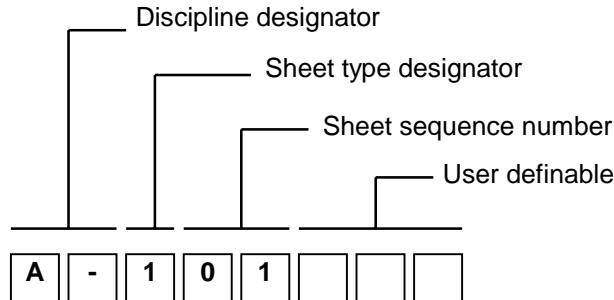 Discipline designator
Sheet type designator
Sheet sequence number
User definable
A - 1 0 1